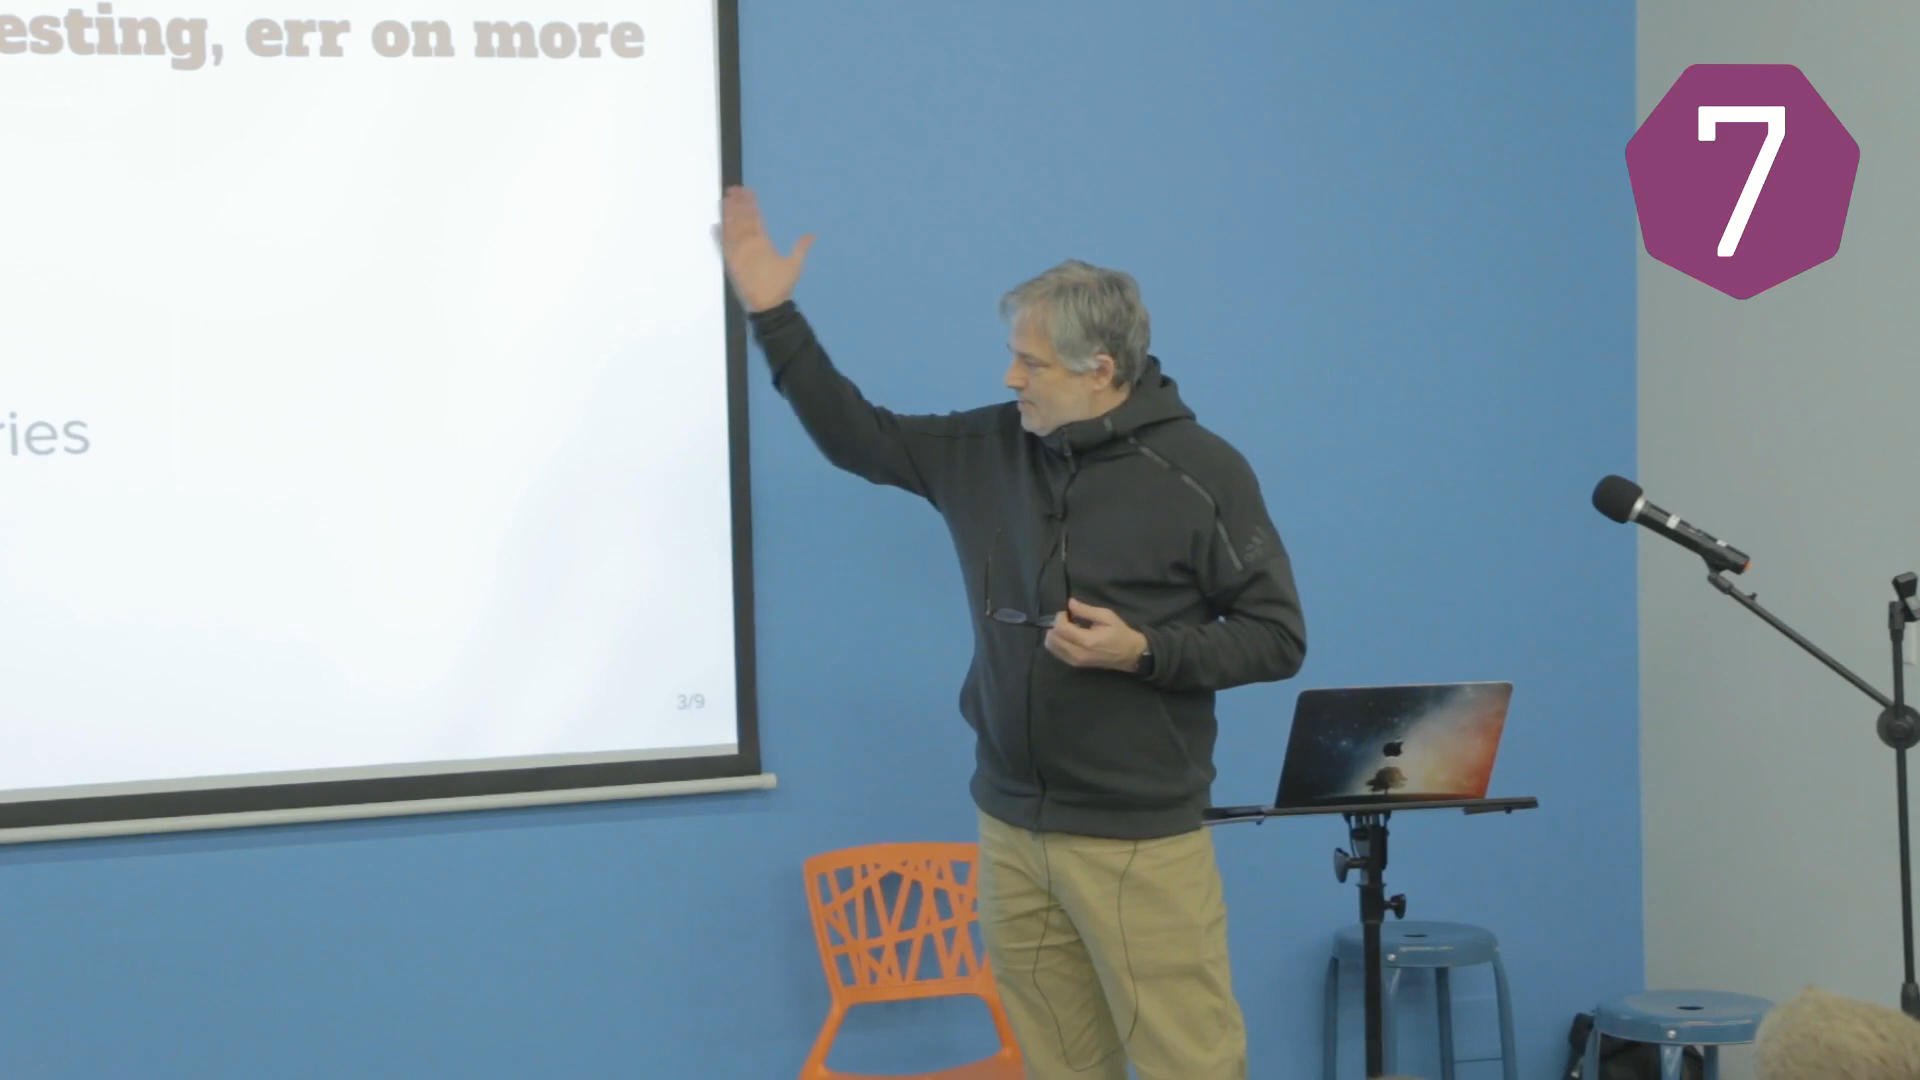 esting, err on more
ries
3/9
7